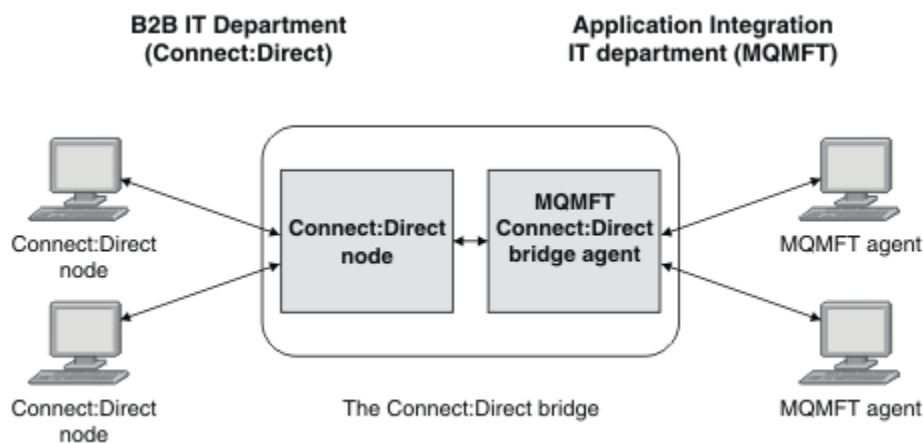 B2B IT Department
(Connect:Direct)
Application Integration
IT department (MQMFT)
Connect:Direct
node
Connect:Direct
node
MQMFT
Connect:Direct
bridge agent
MQMFT agent
Connect:Direct
node
The Connect:Direct bridge
MQMFT agent